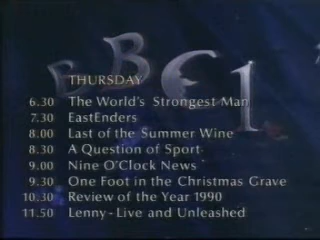 BBC1
THURSDAY
6.30 The World's Strongest Man
7.30 EastEnders
8.00 Last of the Summer Wine
8.30 A Question of Sport
9.00 Nine O'Clock News
9.30 One Foot in the Christmas Grave
10.30 Review of the Year 1990
11.50 Lenny-Live and Unleashed